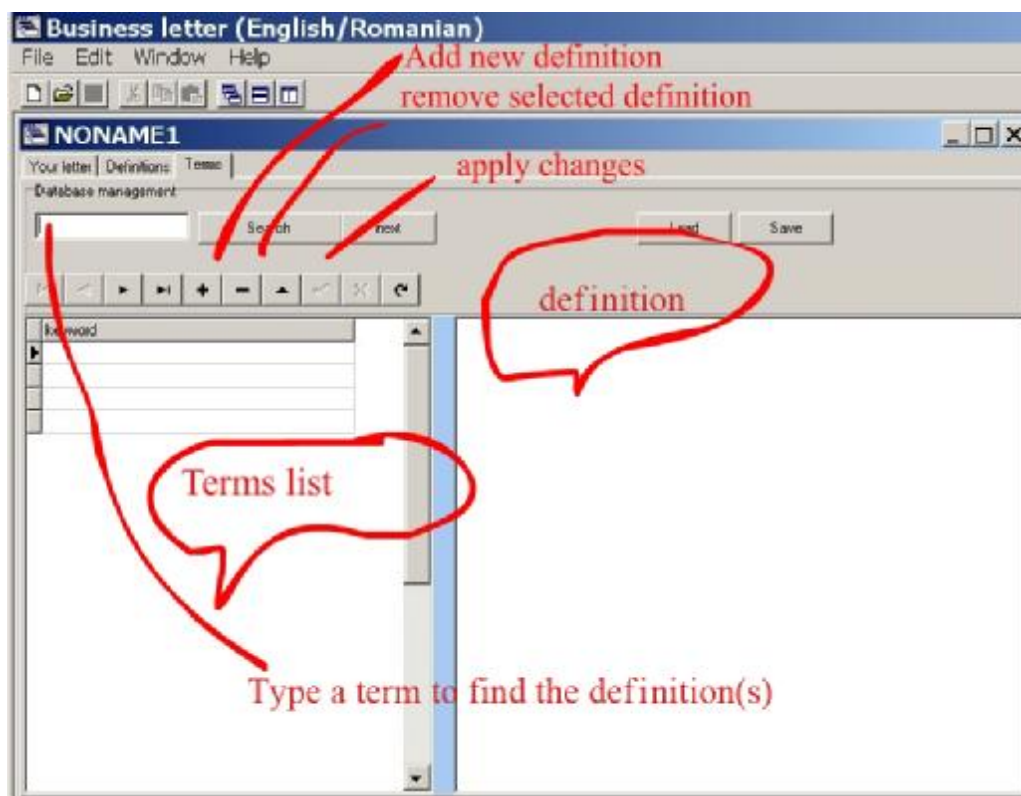 Business letter (English/Romanian)
File Edit Window Help
Add new definition
remove selected definition
NONAME1
Your letter Definitions Terms
apply changes
Database management
Search next Load Save
definition
keyword
Terms list
Type a term to find the definition(s)